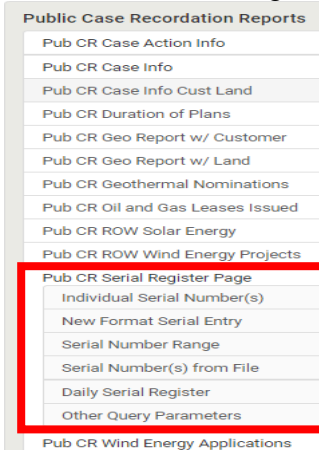 Public Case Recordation Reports
Pub CR Case Action Info
Pub CR Case Info
Pub CR Case Info Cust Land
Pub CR Duration of Plans
Pub CR Geo Report w/ Customer
Pub CR Geo Report w/ Land
Pub CR Geothermal Nominations
Pub CR Oil and Gas Leases Issued
Pub CR ROW Solar Energy
Pub CR ROW Wind Energy Projects
Pub CR Serial Register Page
Individual Serial Number(s)
New Format Serial Entry
Serial Number Range
Serial Number(s) from File
Daily Serial Register
Other Query Parameters
Pub CR Wind Energy Applications